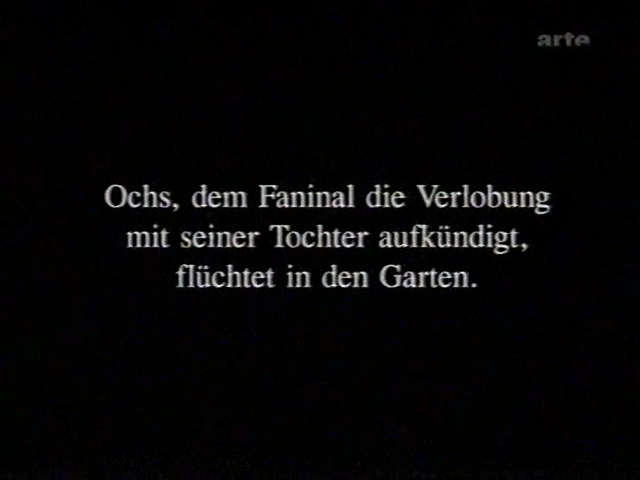 arte
Ochs, dem Faninal die Verlobung
mit seiner Tochter aufkündigt,
flüchtet in den Garten.